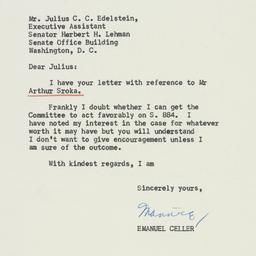 Mr. Julius C. C. Edelstein,
Executive Assistant
Senator Herbert H. Lehman
Senate Office Building
Washington, D. C.
Dear Julius:
I have your letter with reference to Mr
Arthur Sroka.
Frankly I doubt whether I can get the
Committee to act favorably on S. 884. I
have noted my interest in the case for whatever
worth it may have but you will understand
I don't want to give encouragement unless I
am sure of the outcome.
With kindest regards, I am
Sincerely yours,
Mannie
EMANUEL CELLER